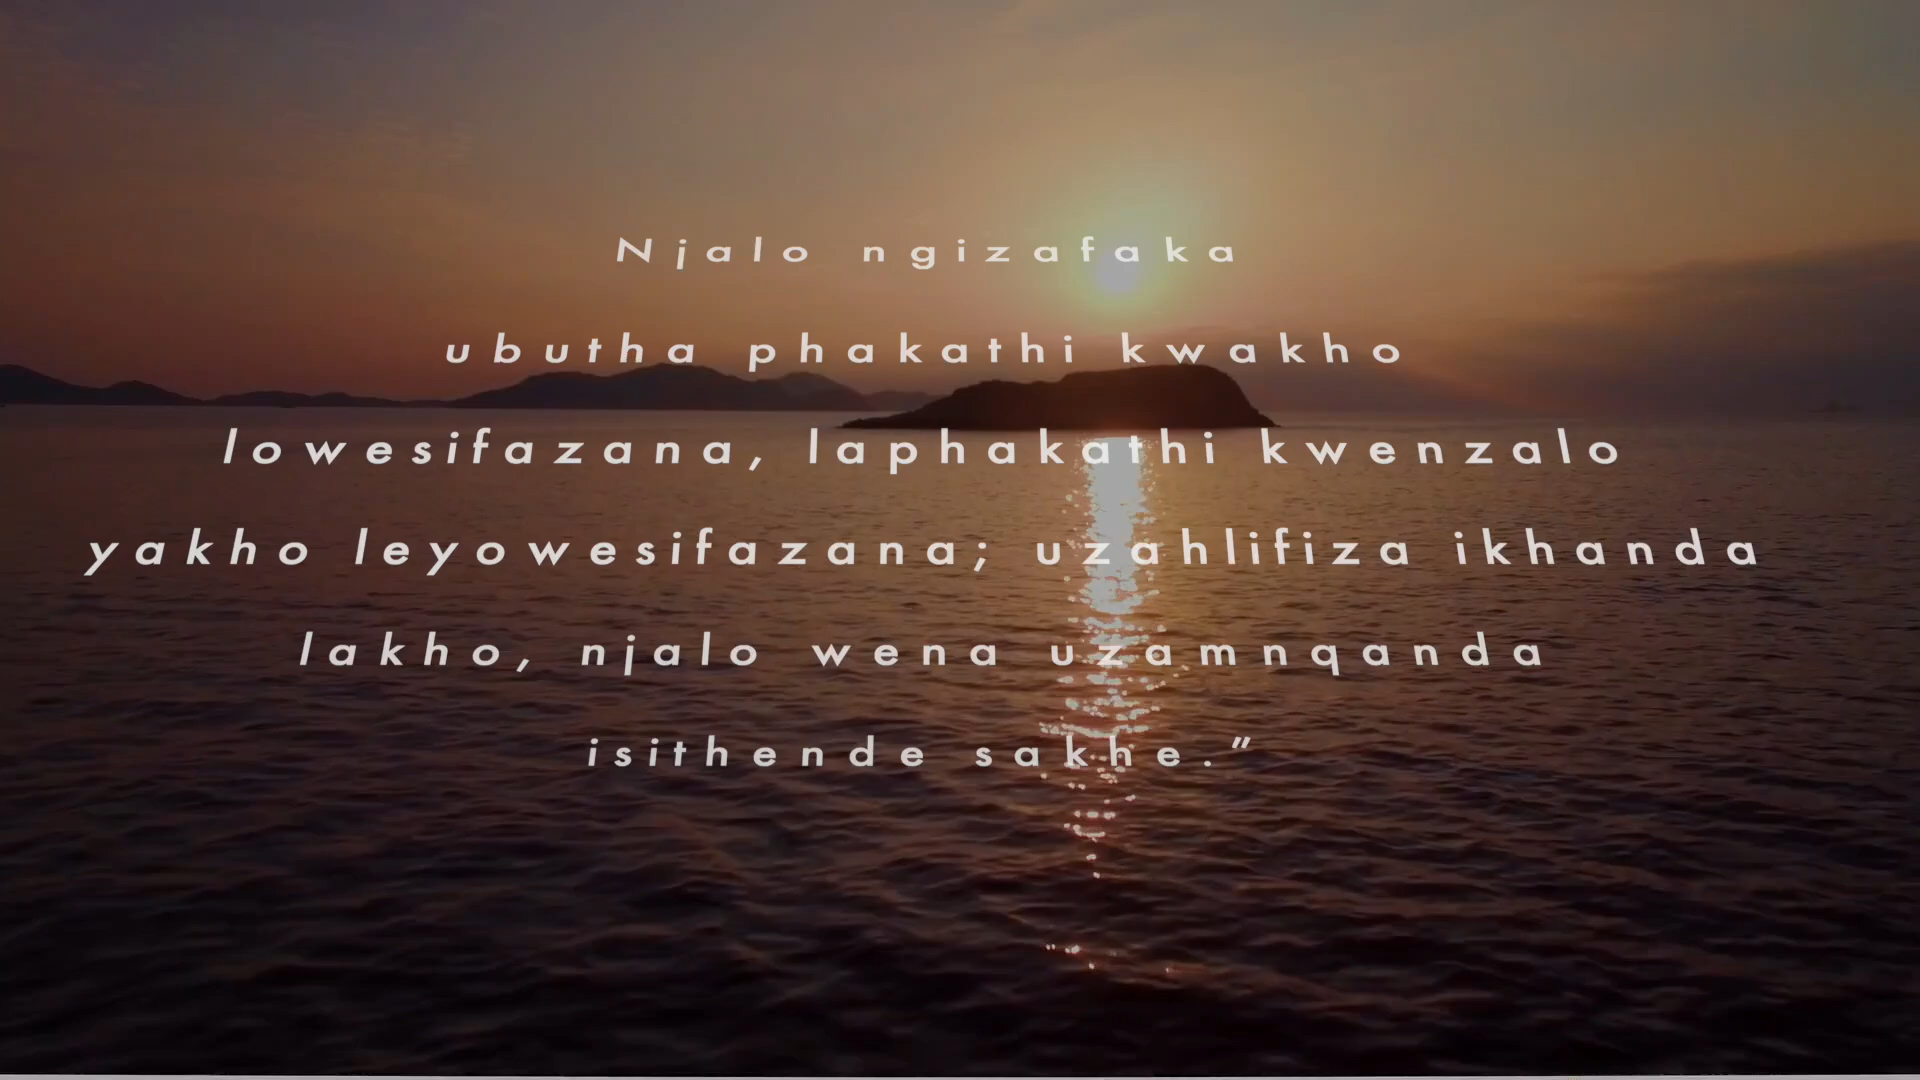 Njalo ngizafaka
ubutha phakathi kwakho
lowesifazana, laphakathi kwenzalo
yakho leyowesifazana; uzahlifiza ikhanda
lakho, njalo wena uzamnqanda
isithende sakhe.”